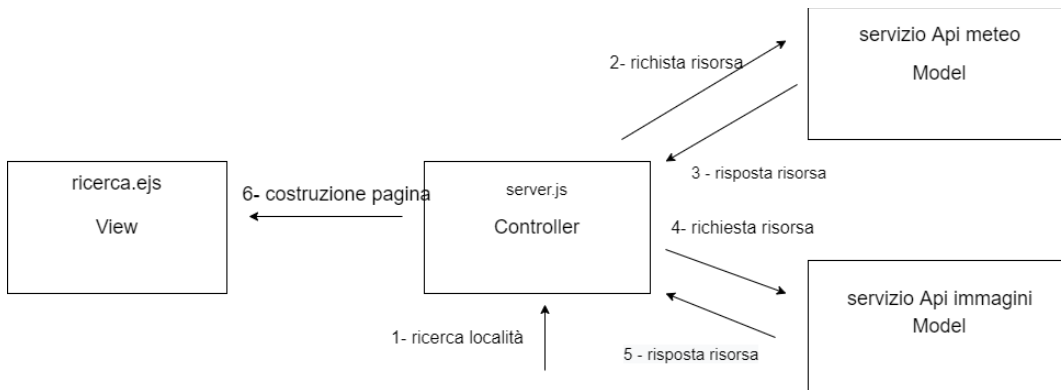 servizio Api meteo
Model
2- richista risorsa
3 - risposta risorsa
ricerca.ejs
View
6- costruzione pagina
server.js
Controller
4- richiesta risorsa
servizio Api immagini
Model
1- ricerca località
5 - risposta risorsa